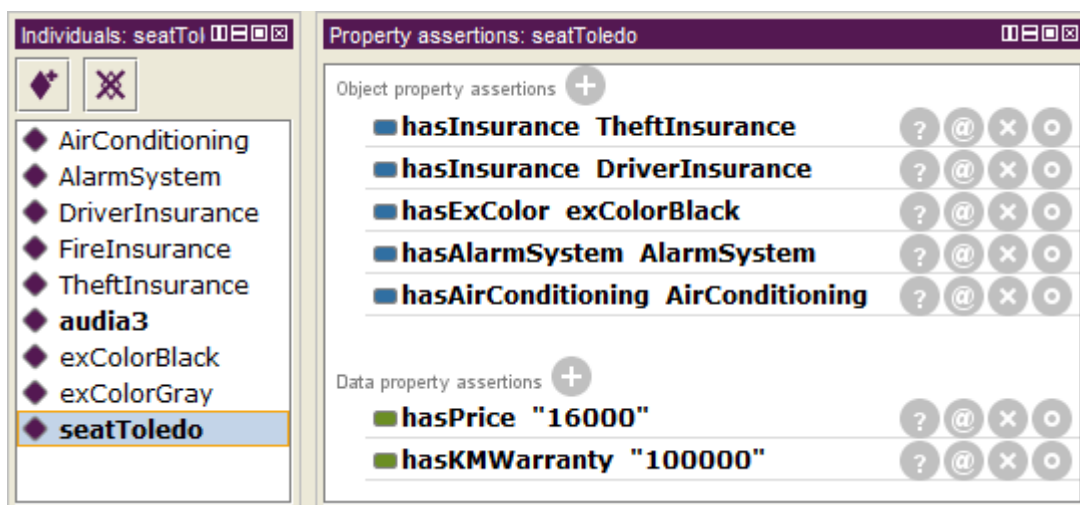 Individuals: seatTol
AirConditioning
AlarmSystem
DriverInsurance
FireInsurance
TheftInsurance
audia3
exColorBlack
exColorGray
seatToledo
Property assertions: seatToledo
Object property assertions
hasInsurance TheftInsurance
hasInsurance DriverInsurance
hasExColor exColorBlack
hasAlarmSystem AlarmSystem
hasAirConditioning AirConditioning
Data property assertions
hasPrice "16000"
hasKMWarranty "100000"